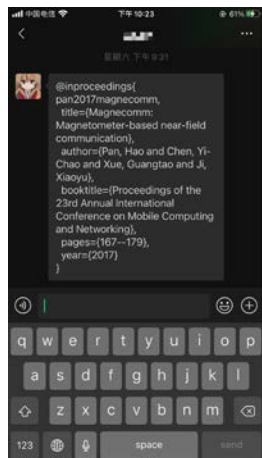 中国电信
下午10:23
61%
星期六 下午9:31
@inproceedings{
pan2017magnecomm,
title={Magnecomm:
Magnetometer-based near-field
communication},
author={Pan, Hao and Chen, Yi-
Chao and Xue, Guangtao and Ji,
Xiaoyu},
booktitle={Proceedings of the
23rd Annual International
Conference on Mobile Computing
and Networking},
pages={167--179},
year={2017}
}
q w e r t y u i o p
a s d f g h j k l
z x c v b n m
123 space send